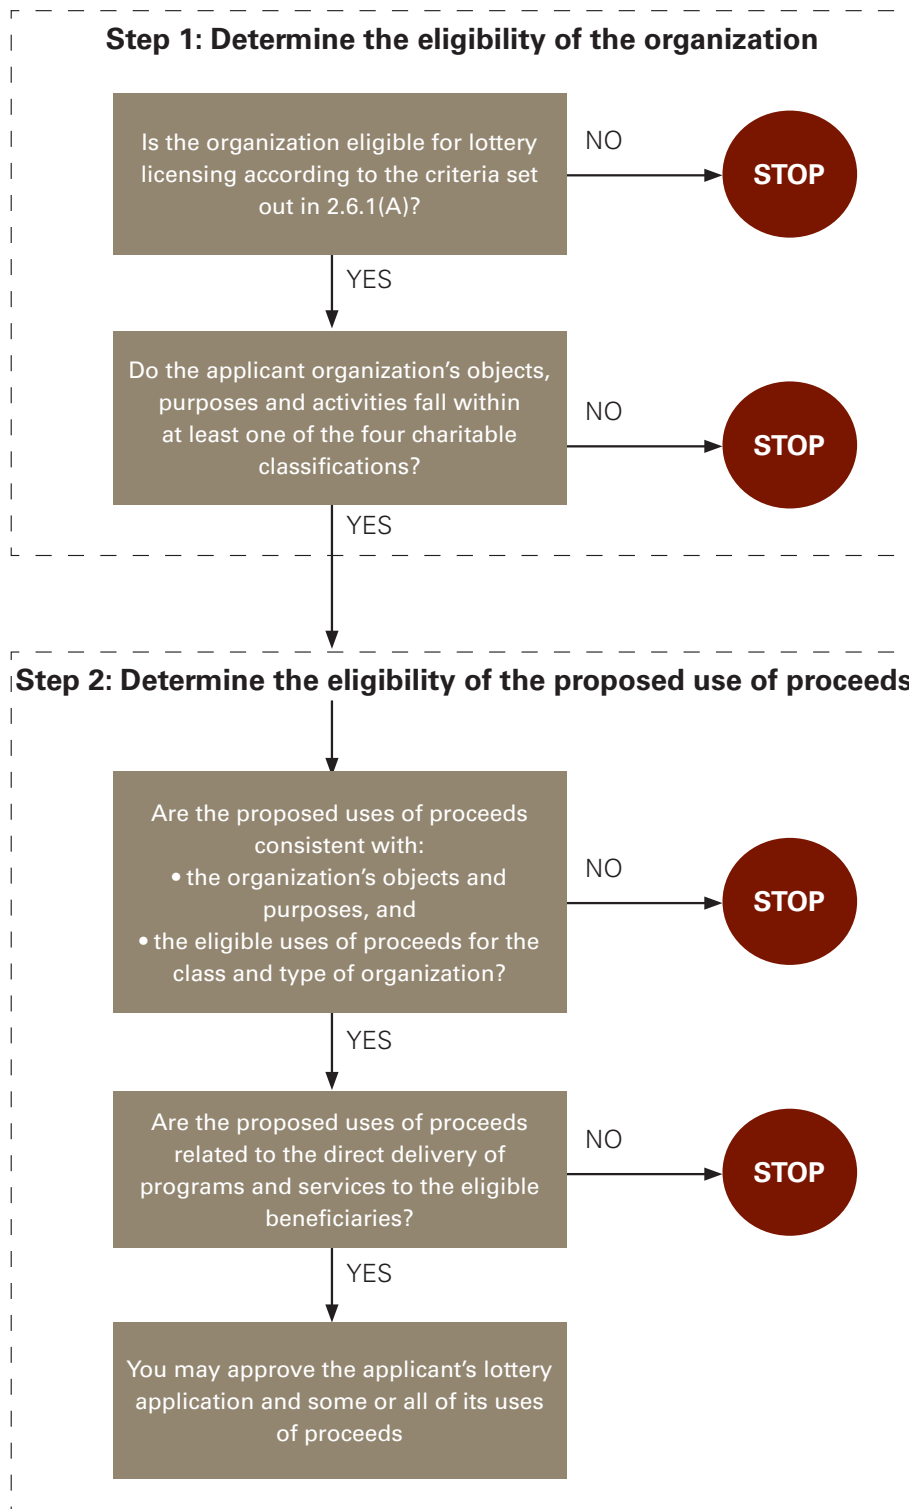 Step 1: Determine the eligibility of the organization
Is the organization eligible for lottery
licensing according to the criteria set
out in 2.6.1(A)?
NO
STOP
YES
Do the applicant organization’s objects,
purposes and activities fall within
at least one of the four charitable
classifications?
NO
STOP
YES
Step 2: Determine the eligibility of the proposed use of proceeds
Are the proposed uses of proceeds
consistent with:
• the organization’s objects and
purposes, and
• the eligible uses of proceeds for the
class and type of organization?
NO
STOP
YES
Are the proposed uses of proceeds
related to the direct delivery of
programs and services to the eligible
beneficiaries?
NO
STOP
YES
You may approve the applicant’s lottery
application and some or all of its uses
of proceeds